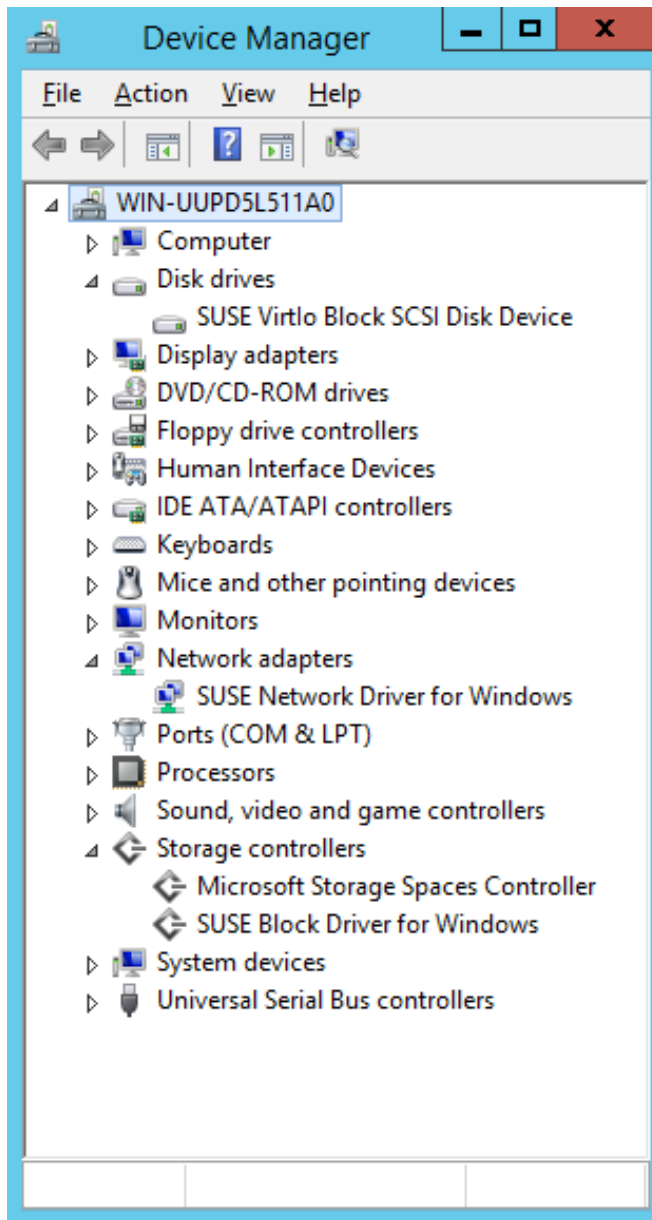 Device Manager
File Action View Help
WIN-UUPD5L511A0
Computer
Disk drives
SUSE VirtIo Block SCSI Disk Device
Display adapters
DVD/CD-ROM drives
Floppy drive controllers
Human Interface Devices
IDE ATA/ATAPI controllers
Keyboards
Mice and other pointing devices
Monitors
Network adapters
SUSE Network Driver for Windows
Ports (COM & LPT)
Processors
Sound, video and game controllers
Storage controllers
Microsoft Storage Spaces Controller
SUSE Block Driver for Windows
System devices
Universal Serial Bus controllers